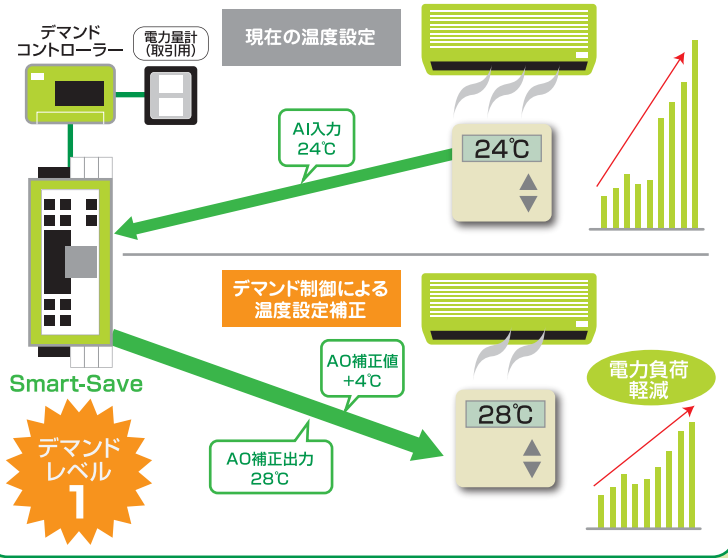 デマンド
コントローラー
電力量計
(取引用)
現在の温度設定
AI入力
24℃
24℃
デマンド制御による
温度設定補正
Smart-Save
AO補正値
+4℃
28℃
電力負荷
軽減
デマンド
レベル
1
AO補正出力
28℃